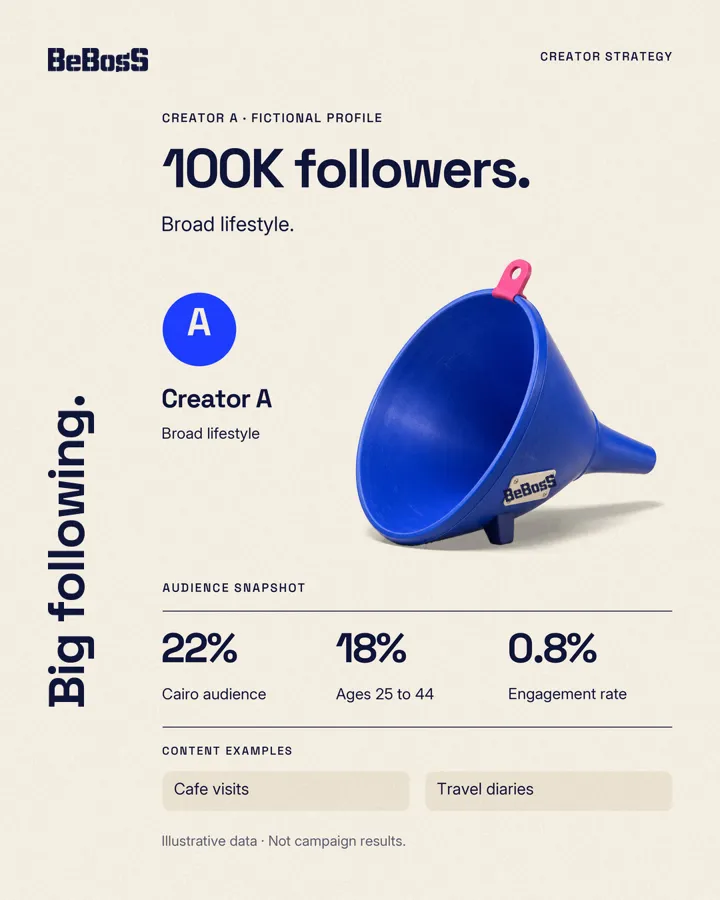 BeBosS
CREATOR STRATEGY
CREATOR A · FICTIONAL PROFILE
100K followers.
Broad lifestyle.
A
Creator A
Broad lifestyle
BeBosS
Big following.
AUDIENCE SNAPSHOT
22%
Cairo audience
18%
Ages 25 to 44
0.8%
Engagement rate
CONTENT EXAMPLES
Cafe visits
Travel diaries
Illustrative data · Not campaign results.